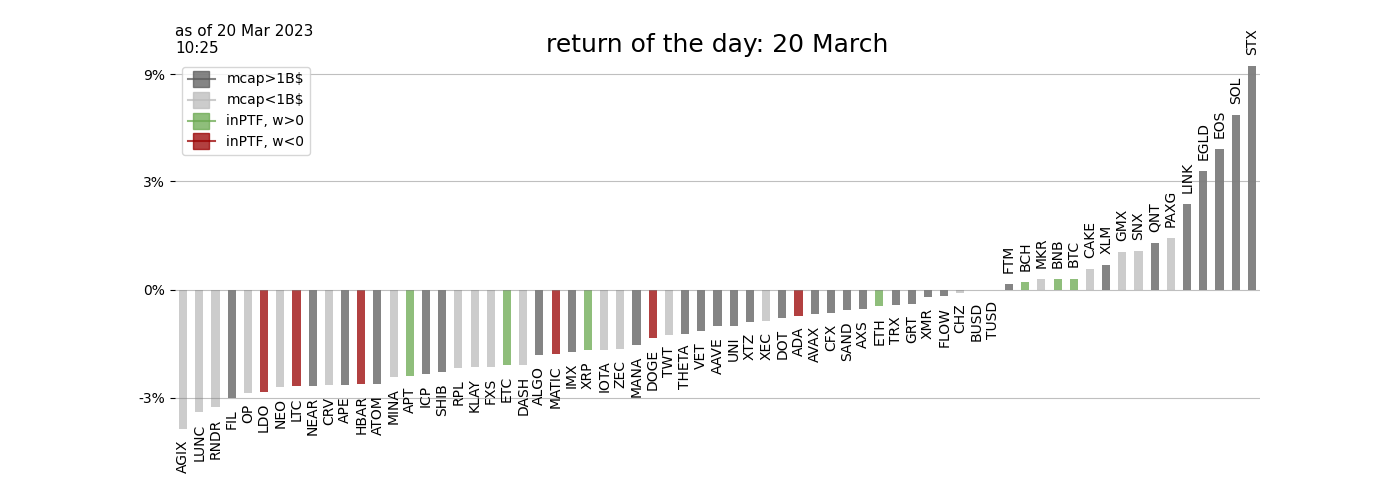 as of 20 Mar 2023
10:25
return of the day: 20 March
mcap>1B$
mcap<1B$
inPTF, w>0
inPTF, w<0
9%
3%
0%
-3%
AGIX
LUNC
RNDR
FIL
OP
LDO
NEO
LTC
NEAR
CRV
APE
HBAR
ATOM
MINA
APT
ICP
SHIB
RPL
KLAY
FXS
ETC
DASH
ALGO
MATIC
IMX
XRP
IOTA
ZEC
MANA
DOGE
TWT
THETA
VET
AAVE
UNI
XTZ
XEC
DOT
ADA
AVAX
CFX
SAND
AXS
ETH
TRX
GRT
XMR
FLOW
CHZ
BUSD
TUSD
FTM
BCH
MKR
BNB
BTC
CAKE
XLM
GMX
SNX
QNT
PAXG
LINK
EGLD
EOS
SOL
STX